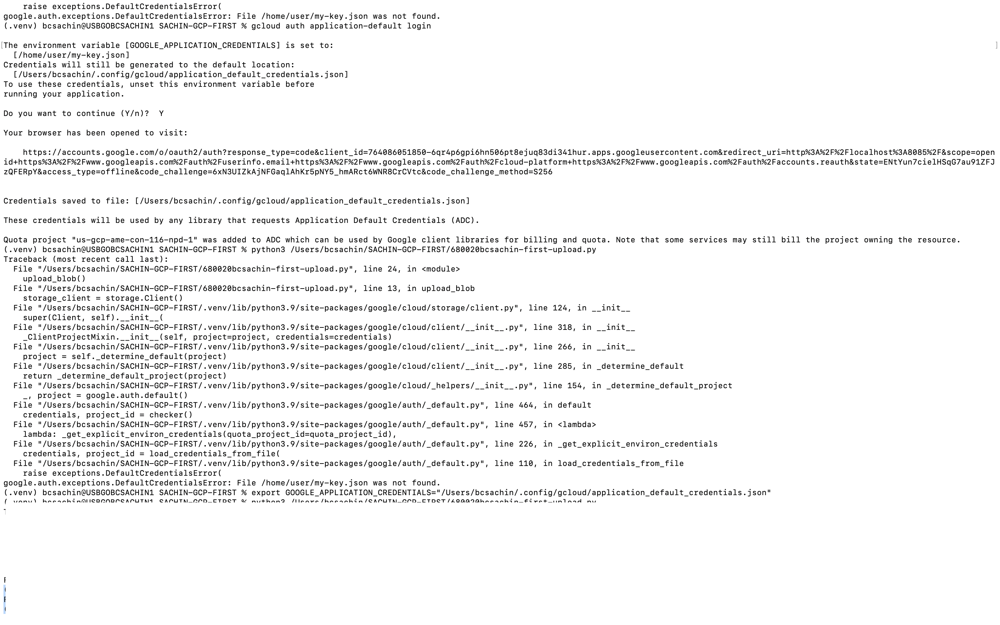 raise exceptions.DefaultCredentialsError(
google.auth.exceptions.DefaultCredentialsError: File /home/user/my-key.json was not found.
(.venv) bcsachin@USBGOBCSACHIN1 SACHIN-GCP-FIRST % gcloud auth application-default login
[The environment variable [GOOGLE_APPLICATION_CREDENTIALS] is set to: ]
  [/home/user/my-key.json]
Credentials will still be generated to the default location:
  [/Users/bcsachin/.config/gcloud/application_default_credentials.json]
To use these credentials, unset this environment variable before
running your application.
Do you want to continue (Y/n)?  Y
Your browser has been opened to visit:
    https://accounts.google.com/o/oauth2/auth?response_type=code&client_id=764086051850-6qr4p6gpi6hn506pt8ejuq83di341hur.apps.googleusercontent.com&redirect_uri=http%3A%2F%2Flocalhost%3A8085%2F&scope=open
id+https%3A%2F%2Fwww.googleapis.com%2Fauth%2Fuserinfo.email+https%3A%2F%2Fwww.googleapis.com%2Fauth%2Fcloud-platform+https%3A%2F%2Fwww.googleapis.com%2Fauth%2Faccounts.reauth&state=ENtYun7cielHSqG7au91ZFJ
zQFERpY&access_type=offline&code_challenge=6xN3UIZkAjNFGaqlAhKr5pNY5_hmARct6WNR8CrCVtc&code_challenge_method=S256
Credentials saved to file: [/Users/bcsachin/.config/gcloud/application_default_credentials.json]
These credentials will be used by any library that requests Application Default Credentials (ADC).
Quota project "us-gcp-ame-con-116-npd-1" was added to ADC which can be used by Google client libraries for billing and quota. Note that some services may still bill the project owning the resource.
(.venv) bcsachin@USBGOBCSACHIN1 SACHIN-GCP-FIRST % python3 /Users/bcsachin/SACHIN-GCP-FIRST/680020bcsachin-first-upload.py
Traceback (most recent call last):
  File "/Users/bcsachin/SACHIN-GCP-FIRST/680020bcsachin-first-upload.py", line 24, in <module>
    upload_blob()
  File "/Users/bcsachin/SACHIN-GCP-FIRST/680020bcsachin-first-upload.py", line 13, in upload_blob
    storage_client = storage.Client()
  File "/Users/bcsachin/SACHIN-GCP-FIRST/.venv/lib/python3.9/site-packages/google/cloud/storage/client.py", line 124, in __init__
    super(Client, self).__init__(
  File "/Users/bcsachin/SACHIN-GCP-FIRST/.venv/lib/python3.9/site-packages/google/cloud/client/__init__.py", line 318, in __init__
    _ClientProjectMixin.__init__(self, project=project, credentials=credentials)
  File "/Users/bcsachin/SACHIN-GCP-FIRST/.venv/lib/python3.9/site-packages/google/cloud/client/__init__.py", line 266, in __init__
    project = self._determine_default(project)
  File "/Users/bcsachin/SACHIN-GCP-FIRST/.venv/lib/python3.9/site-packages/google/cloud/client/__init__.py", line 285, in _determine_default
    return _determine_default_project(project)
  File "/Users/bcsachin/SACHIN-GCP-FIRST/.venv/lib/python3.9/site-packages/google/cloud/_helpers/__init__.py", line 154, in _determine_default_project
    _, project = google.auth.default()
  File "/Users/bcsachin/SACHIN-GCP-FIRST/.venv/lib/python3.9/site-packages/google/auth/_default.py", line 464, in default
    credentials, project_id = checker()
  File "/Users/bcsachin/SACHIN-GCP-FIRST/.venv/lib/python3.9/site-packages/google/auth/_default.py", line 457, in <lambda>
    lambda: _get_explicit_environ_credentials(quota_project_id=quota_project_id),
  File "/Users/bcsachin/SACHIN-GCP-FIRST/.venv/lib/python3.9/site-packages/google/auth/_default.py", line 226, in _get_explicit_environ_credentials
    credentials, project_id = load_credentials_from_file(
  File "/Users/bcsachin/SACHIN-GCP-FIRST/.venv/lib/python3.9/site-packages/google/auth/_default.py", line 110, in load_credentials_from_file
    raise exceptions.DefaultCredentialsError(
google.auth.exceptions.DefaultCredentialsError: File /home/user/my-key.json was not found.
(.venv) bcsachin@USBGOBCSACHIN1 SACHIN-GCP-FIRST % export GOOGLE_APPLICATION_CREDENTIALS="/Users/bcsachin/.config/gcloud/application_default_credentials.json"
(.venv) bcsachin@USBGOBCSACHIN1 SACHIN-GCP-FIRST % python3 /Users/bcsachin/SACHIN-GCP-FIRST/680020bcsachin-first-upload.py